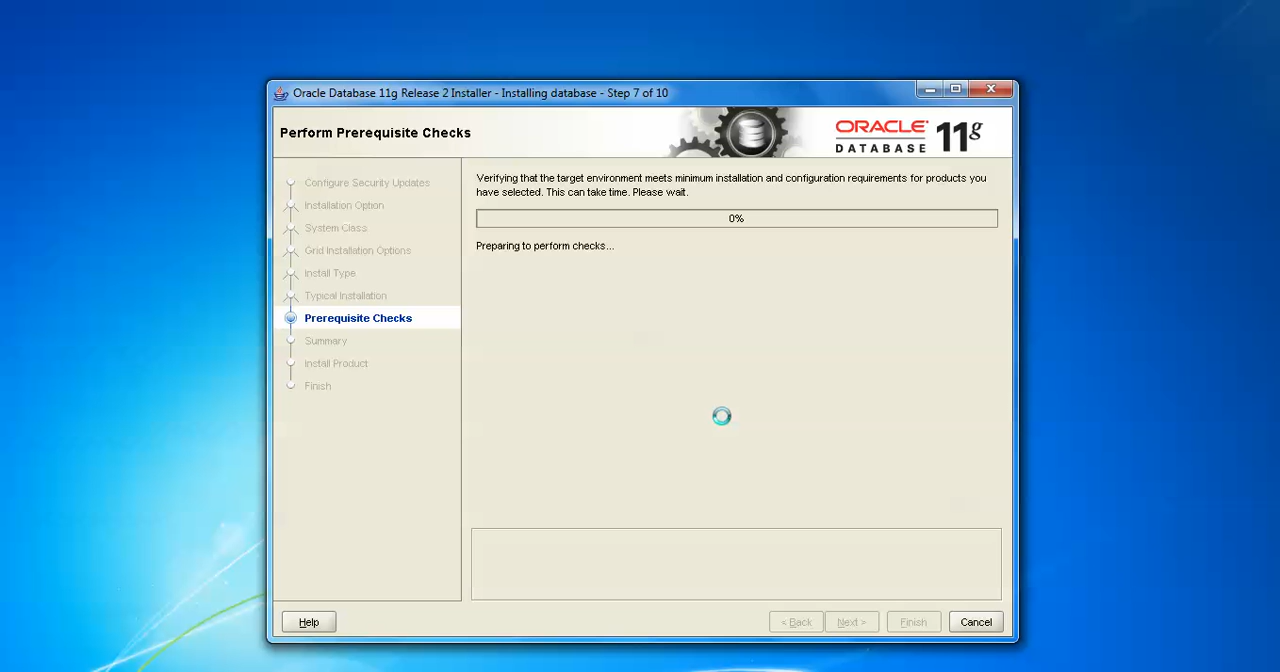 Oracle Database 11g Release 2 Installer - Installing database - Step 7 of 10
Perform Prerequisite Checks
ORACLE 11g
DATABASE
Configure Security Updates
Installation Option
System Class
Grid Installation Options
Install Type
Typical Installation
Prerequisite Checks
Summary
Install Product
Finish
Verifying that the target environment meets minimum installation and configuration requirements for products you
have selected. This can take time. Please wait.
0%
Preparing to perform checks...
Help
< Back
Next >
Finish
Cancel